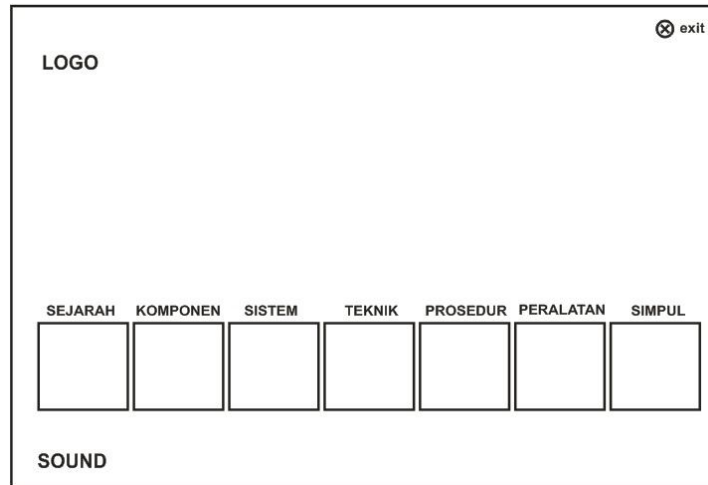 exit
LOGO
SEJARAH KOMPONEN SISTEM TEKNIK PROSEDUR PERALATAN SIMPUL
SOUND